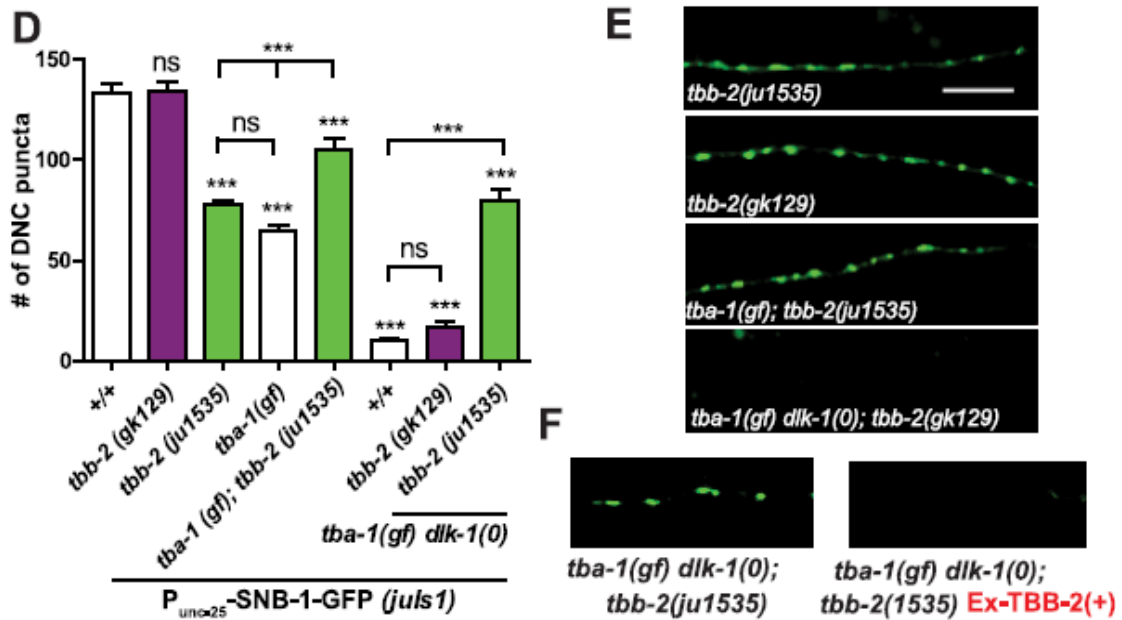 D
# of DNC puncta
150
100
50
0
ns
***
ns
***
***
***
***
ns
***
***
***
+/+
tbb-2 (gk129)
tbb-2 (ju1535)
tba-1(gf)
tba-1 (gf); tbb-2 (ju1535)
+/+
tbb-2 (gk129)
tbb-2 (ju1535)
tba-1(gf) dlk-1(0)
Punc-25-SNB-1-GFP (juIs1)
E
tbb-2(ju1535)
tbb-2(gk129)
tba-1(gf); tbb-2(ju1535)
tba-1(gf) dlk-1(0); tbb-2(gk129)
F
tba-1(gf) dlk-1(0);
tbb-2(ju1535)
tba-1(gf) dlk-1(0);
tbb-2(1535) Ex-TBB-2(+)